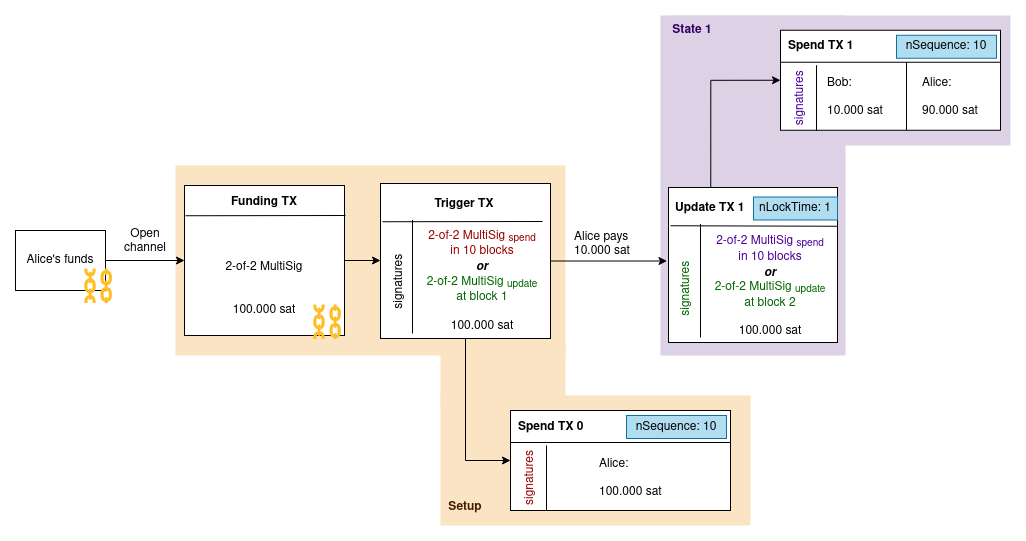 State 1
Spend TX 1
nSequence: 10
signatures
Bob:
10.000 sat
Alice:
90.000 sat
Funding TX
2-of-2 MultiSig
100.000 sat
Trigger TX
signatures
2-of-2 MultiSig spend
in 10 blocks
or
2-of-2 MultiSig update
at block 1
100.000 sat
Update TX 1
nLockTime: 1
signatures
2-of-2 MultiSig spend
in 10 blocks
or
2-of-2 MultiSig update
at block 2
100.000 sat
Alice's funds
Open
channel
Alice pays
10.000 sat
Spend TX 0
nSequence: 10
signatures
Alice:
100.000 sat
Setup